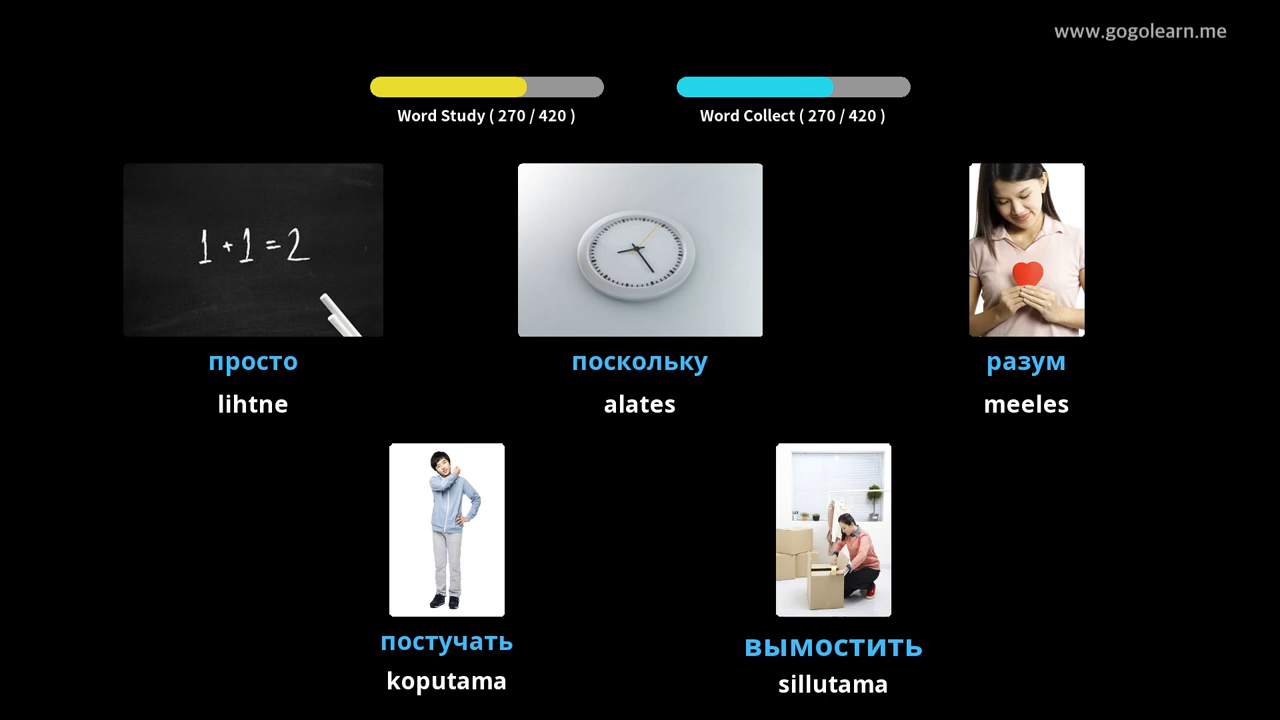 www.gogolearn.me
Word Study ( 270 / 420 )
Word Collect ( 270 / 420 )
1 + 1 = 2
просто
поскольку
разум
lihtne
alates
meeles
постучать
вымостить
koputama
sillutama